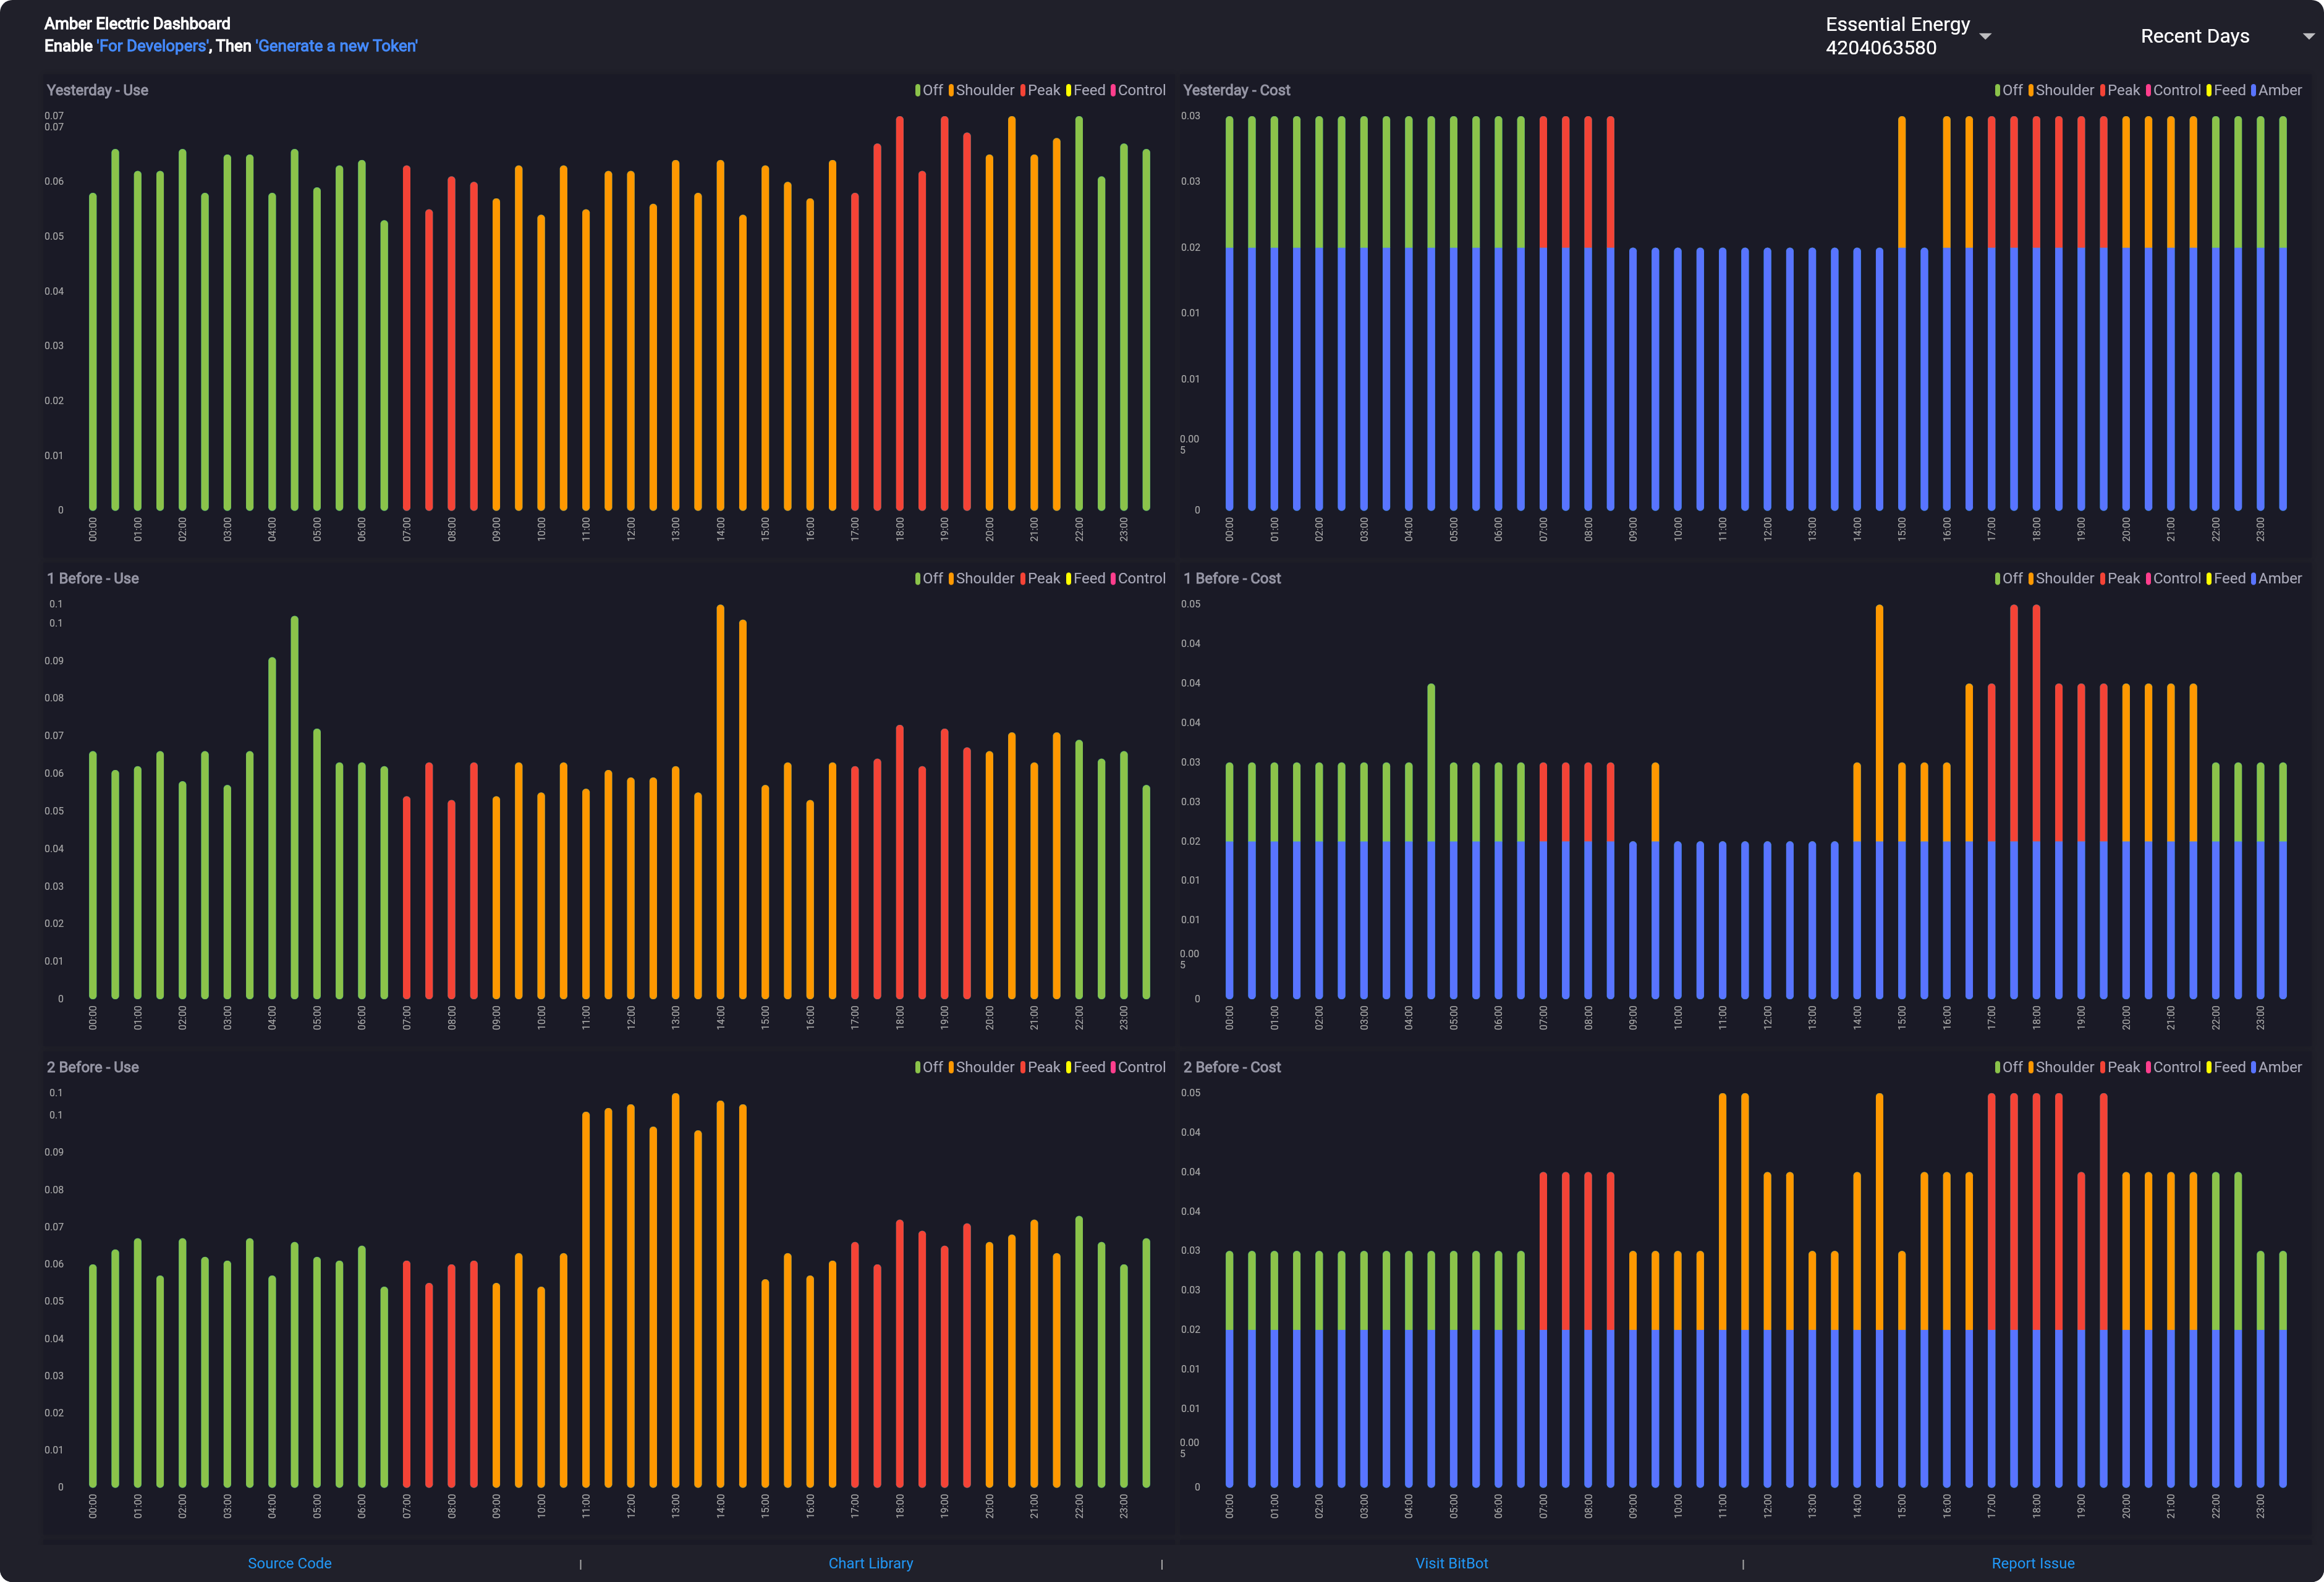 Amber Electric Dashboard
Enable 'For Developers', Then 'Generate a new Token'
Essential Energy
4204063580
Recent Days
Yesterday - Use
Off Shoulder Peak Feed Control
0.07
0.07
0.06
0.05
0.04
0.03
0.02
0.01
0
00:00 01:00 02:00 03:00 04:00 05:00 06:00 07:00 08:00 09:00 10:00 11:00 12:00 13:00 14:00 15:00 16:00 17:00 18:00 19:00 20:00 21:00 22:00 23:00
Yesterday - Cost
Off Shoulder Peak Control Feed Amber
0.03
0.03
0.02
0.01
0.01
0.00
5
0
00:00 01:00 02:00 03:00 04:00 05:00 06:00 07:00 08:00 09:00 10:00 11:00 12:00 13:00 14:00 15:00 16:00 17:00 18:00 19:00 20:00 21:00 22:00 23:00
1 Before - Use
Off Shoulder Peak Feed Control
0.1
0.1
0.09
0.08
0.07
0.06
0.05
0.04
0.03
0.02
0.01
0
00:00 01:00 02:00 03:00 04:00 05:00 06:00 07:00 08:00 09:00 10:00 11:00 12:00 13:00 14:00 15:00 16:00 17:00 18:00 19:00 20:00 21:00 22:00 23:00
1 Before - Cost
Off Shoulder Peak Control Feed Amber
0.05
0.04
0.04
0.04
0.03
0.03
0.02
0.01
0.01
0.00
5
0
00:00 01:00 02:00 03:00 04:00 05:00 06:00 07:00 08:00 09:00 10:00 11:00 12:00 13:00 14:00 15:00 16:00 17:00 18:00 19:00 20:00 21:00 22:00 23:00
2 Before - Use
Off Shoulder Peak Feed Control
0.1
0.1
0.09
0.08
0.07
0.06
0.05
0.04
0.03
0.02
0.01
0
00:00 01:00 02:00 03:00 04:00 05:00 06:00 07:00 08:00 09:00 10:00 11:00 12:00 13:00 14:00 15:00 16:00 17:00 18:00 19:00 20:00 21:00 22:00 23:00
2 Before - Cost
Off Shoulder Peak Control Feed Amber
0.05
0.04
0.04
0.04
0.03
0.03
0.02
0.01
0.01
0.00
5
0
00:00 01:00 02:00 03:00 04:00 05:00 06:00 07:00 08:00 09:00 10:00 11:00 12:00 13:00 14:00 15:00 16:00 17:00 18:00 19:00 20:00 21:00 22:00 23:00
Source Code | Chart Library | Visit BitBot | Report Issue